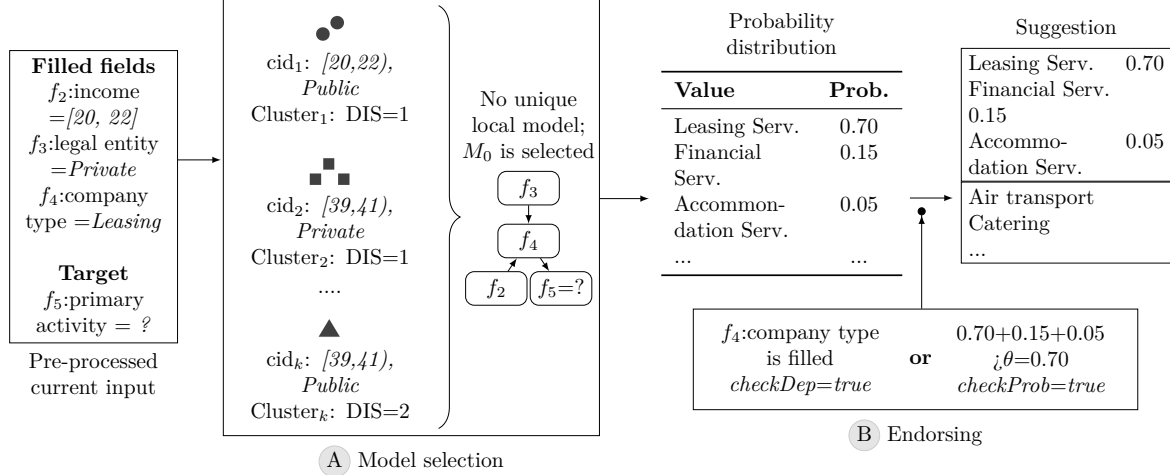 Filled fields
f2:income
=[20, 22]
f3:legal entity
=Private
f4:company
type =Leasing
Target
f5:primary
activity = ?
Pre-processed
current input
cid1: [20,22),
Public
Cluster1: DIS=1
cid2: [39,41),
Private
Cluster2: DIS=1
....
cidk: [39,41),
Public
Clusterk: DIS=2
No unique
local model;
M0 is selected
f3
f4
f2
f5=?
A Model selection
Probability
distribution
Value Prob.
Leasing Serv. 0.70
Financial 0.15
Serv.
Accommon- 0.05
dation Serv.
... ...
Suggestion
Leasing Serv. 0.70
Financial Serv.
0.15
Accommo- 0.05
dation Serv.
Air transport
Catering
...
f4:company type
is filled
checkDep=true
or
0.70+0.15+0.05
¿θ=0.70
checkProb=true
B Endorsing